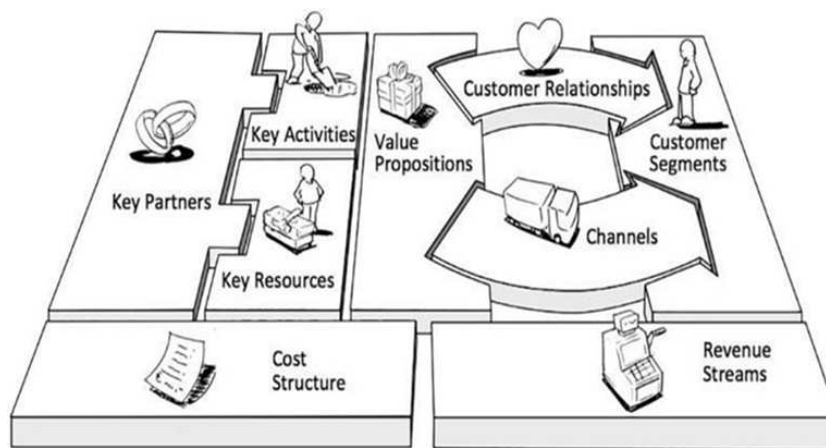 Key Partners
Key Activities
Key Resources
Value
Propositions
Customer Relationships
Channels
Customer
Segments
Cost
Structure
Revenue
Streams